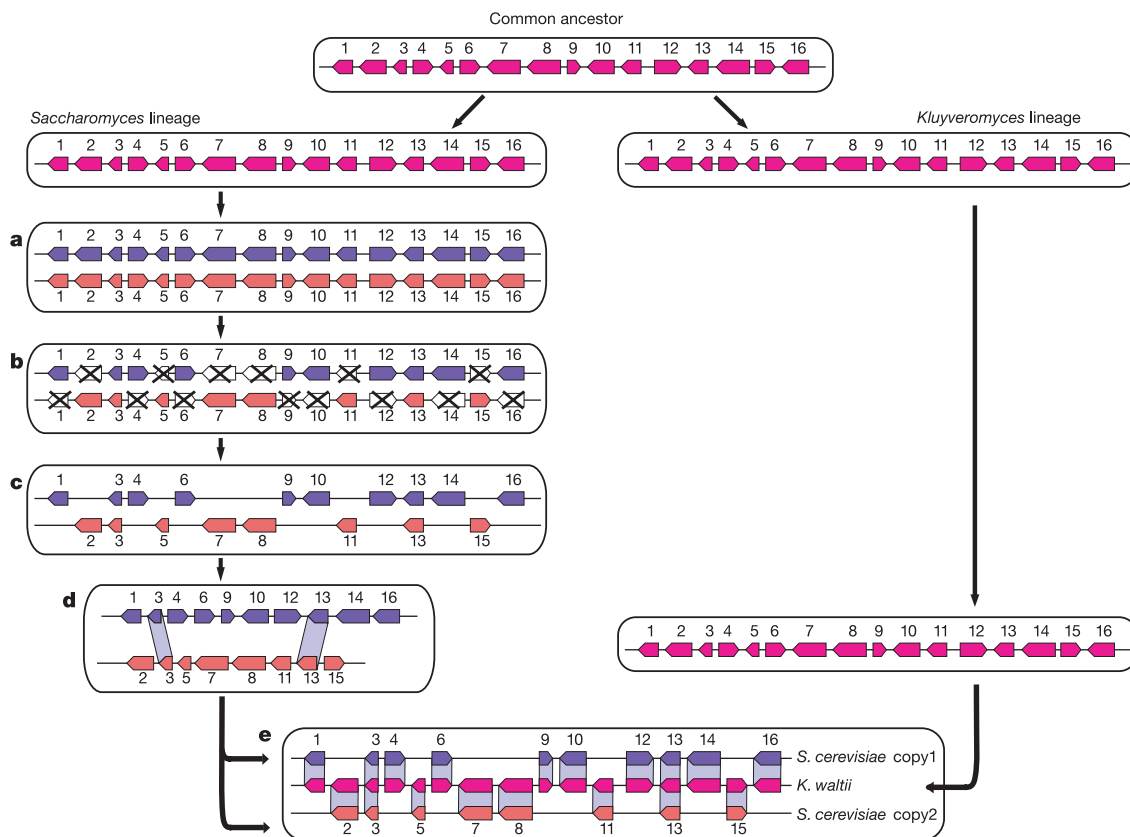 Common ancestor
1 2 3 4 5 6 7 8 9 10 11 12 13 14 15 16
Saccharomyces lineage
Kluyveromyces lineage
1 2 3 4 5 6 7 8 9 10 11 12 13 14 15 16
1 2 3 4 5 6 7 8 9 10 11 12 13 14 15 16
a
1 2 3 4 5 6 7 8 9 10 11 12 13 14 15 16
1 2 3 4 5 6 7 8 9 10 11 12 13 14 15 16
b
1 2 3 4 5 6 7 8 9 10 11 12 13 14 15 16
1 2 3 4 5 6 7 8 9 10 11 12 13 14 15 16
c
1 3 4 6 9 10 12 13 14 16
2 3 5 7 8 11 13 15
d
1 3 4 6 9 10 12 13 14 16
2 3 5 7 8 11 13 15
1 2 3 4 5 6 7 8 9 10 11 12 13 14 15 16
e
1 3 4 6 9 10 12 13 14 16
S. cerevisiae copy1
K. waltii
S. cerevisiae copy2
2 3 5 7 8 11 13 15